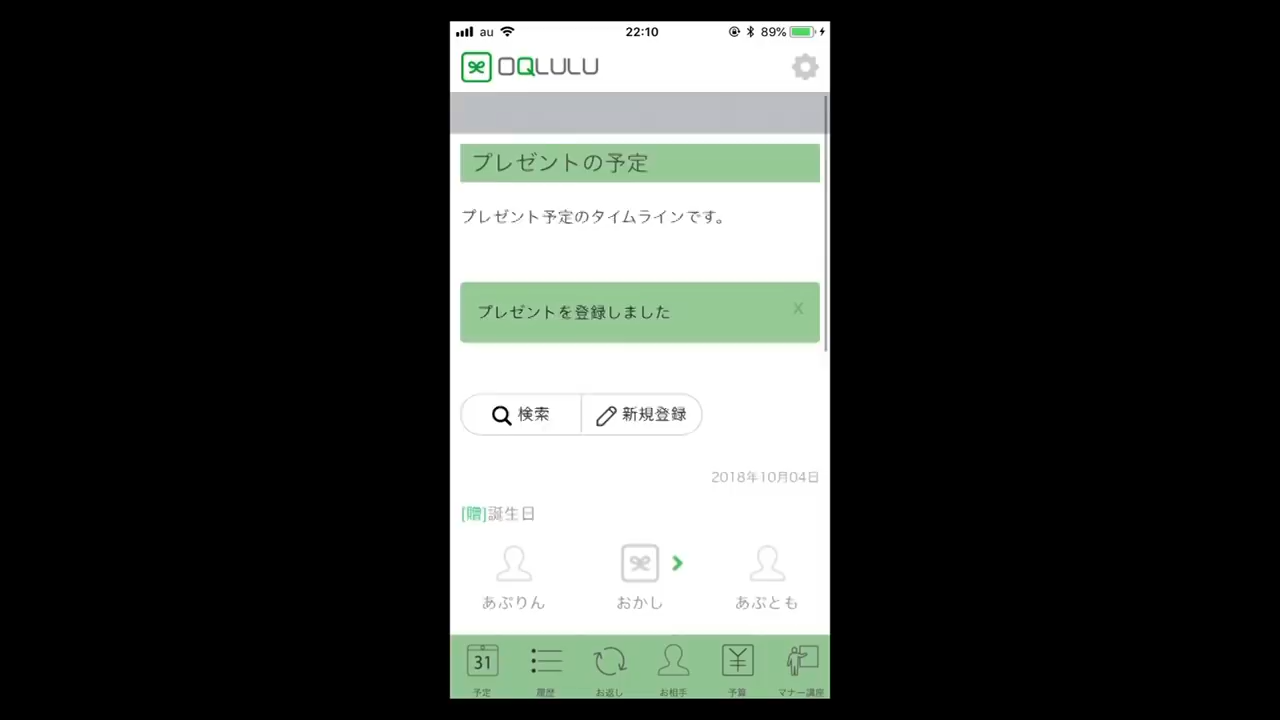 au 22:10 89%
OQLULU
プレゼントの予定
プレゼント予定のタイムラインです。
プレゼントを登録しました X
検索 新規登録
2018年10月04日
[贈]誕生日
あぷりん おかし あぷとも
31 ¥
予定 履歴 お返し お相手 予算 マナー講座